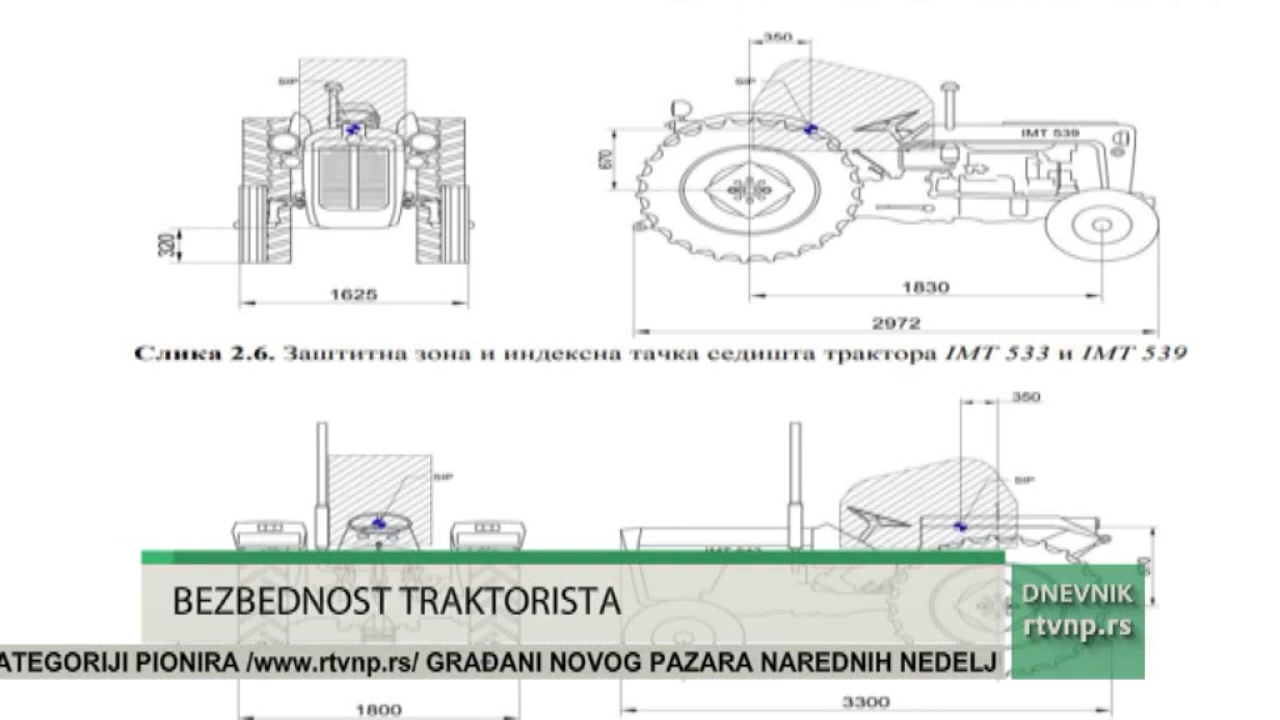 350
SIP
SIP
IMT 539
670
320
1625
1830
2972
Слика 2.6. Заштитна зона и индексна тачка седишта трактора IMT 533 и IMT 539
350
SIP
SIP
BEZBEDNOST TRAKTORISTA
DNEVNIK
rtvnp.rs
ATEGORIJI PIONIRA /www.rtvnp.rs/ GRAĐANI NOVOG PAZARA NAREDNIH NEDELJ
1800
3300